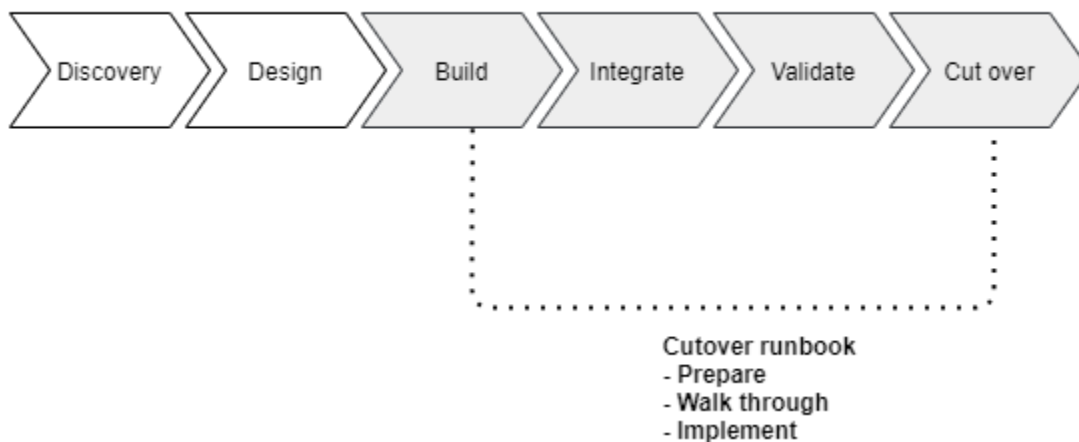 Discovery
Design
Build
Integrate
Validate
Cut over
Cutover runbook
- Prepare
- Walk through
- Implement